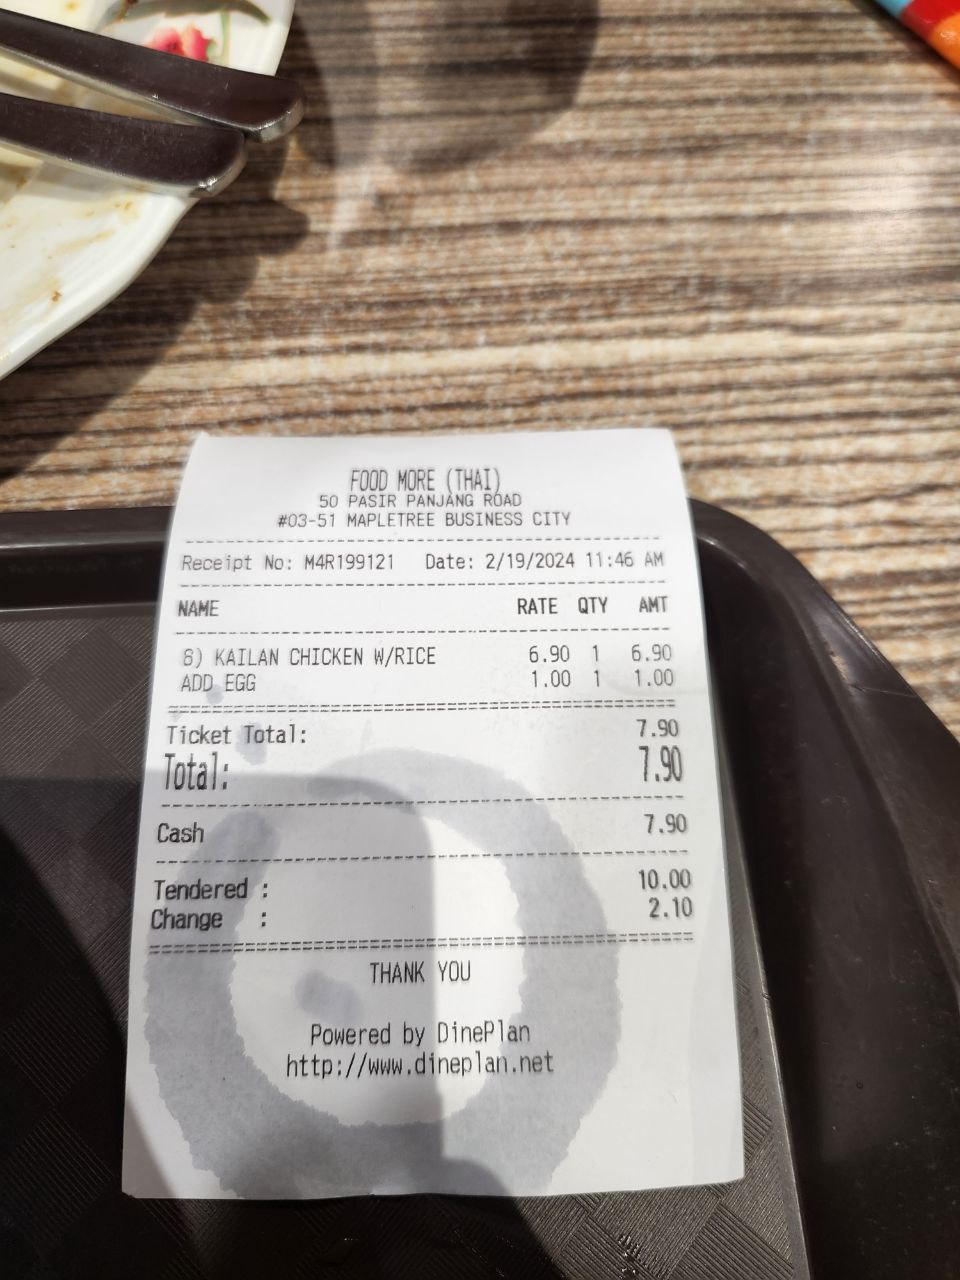 FOOD MORE (THAI)
50 PASIR PANJANG ROAD
#03-51 MAPLETREE BUSINESS CITY
Receipt No: M4R199121 Date: 2/19/2024 11:46 AM
NAME RATE QTY AMT
8) KAILAN CHICKEN W/RICE 6.90 1 6.90
ADD EGG 1.00 1 1.00
Ticket Total: 7.90
Total: 7.90
Cash 7.90
Tendered : 10.00
Change : 2.10
THANK YOU
Powered by DinePlan
http://www.dineplan.net